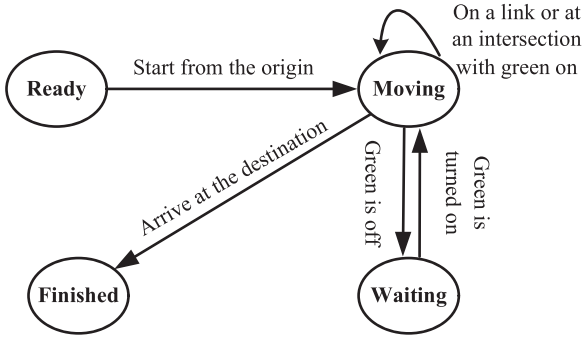 On a link or at
an intersection
with green on
Start from the origin
Ready
Moving
Arrive at the destination
Green is off
Green is
turned on
Finished
Waiting